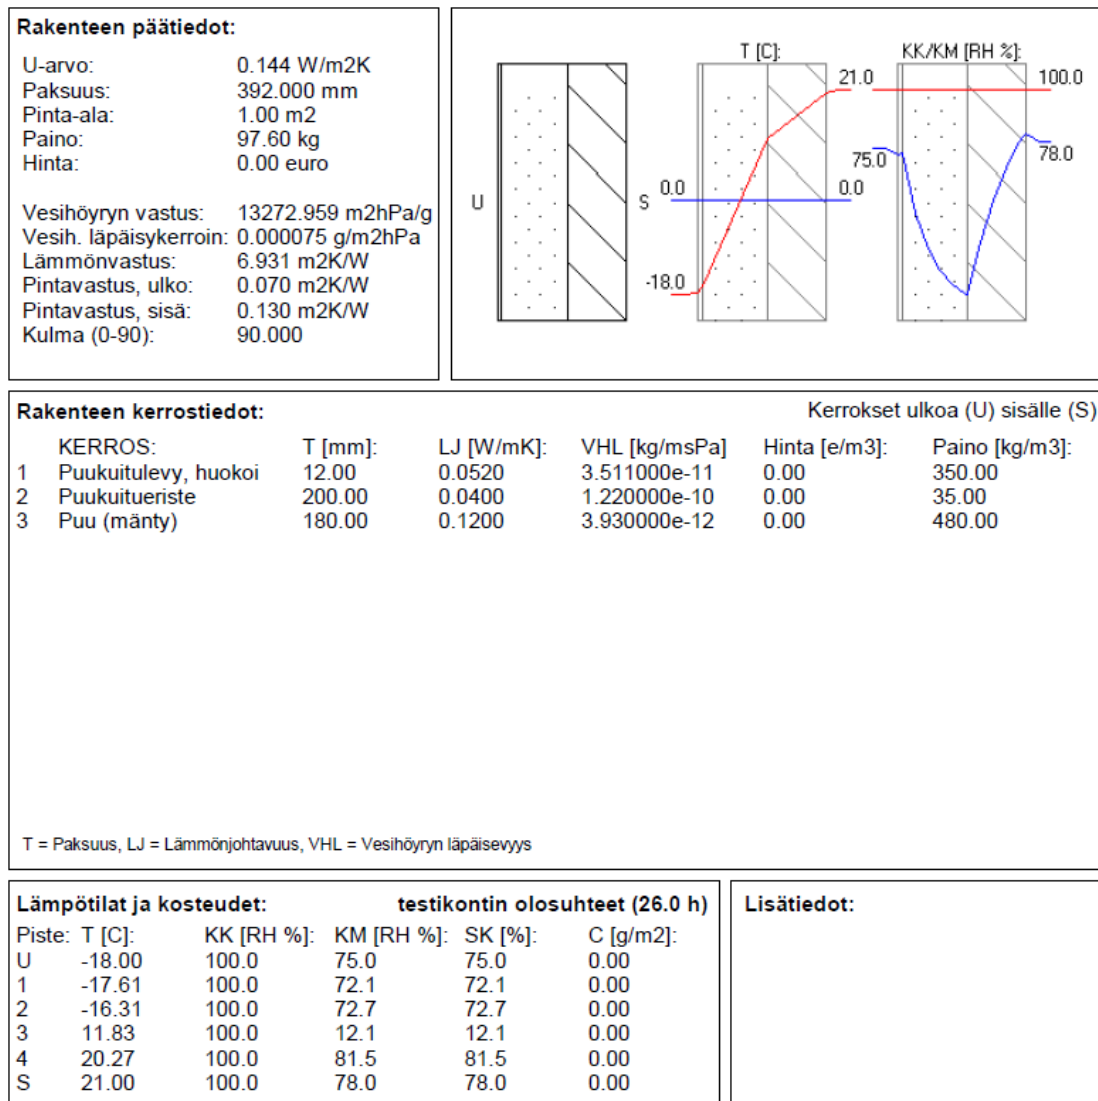 Rakenteen päätiedot:
U-arvo: 0.144 W/m2K
Paksuus: 392.000 mm
Pinta-ala: 1.00 m2
Paino: 97.60 kg
Hinta: 0.00 euro
Vesihöyryn vastus: 13272.959 m2hPa/g
Vesih. läpäisykerroin: 0.000075 g/m2hPa
Lämmönvastus: 6.931 m2K/W
Pintavastus, ulko: 0.070 m2K/W
Pintavastus, sisä: 0.130 m2K/W
Kulma (0-90): 90.000
T [C]: KK/KM [RH %]:
21.0 100.0
75.0 78.0
U S 0.0 0.0
-18.0
Rakenteen kerrostiedot: Kerrokset ulkoa (U) sisälle (S)
KERROS: T [mm]: LJ [W/mK]: VHL [kg/msPa] Hinta [e/m3]: Paino [kg/m3]:
1 Puukuitulevy, huokoi 12.00 0.0520 3.511000e-11 0.00 350.00
2 Puukuitueriste 200.00 0.0400 1.220000e-10 0.00 35.00
3 Puu (mänty) 180.00 0.1200 3.930000e-12 0.00 480.00
T = Paksuus, LJ = Lämmönjohtavuus, VHL = Vesihöyryn läpäisevyys
Lämpötilat ja kosteudet: testikontin olosuhteet (26.0 h)
Piste: T [C]: KK [RH %]: KM [RH %]: SK [%]: C [g/m2]:
U -18.00 100.0 75.0 75.0 0.00
1 -17.61 100.0 72.1 72.1 0.00
2 -16.31 100.0 72.7 72.7 0.00
3 11.83 100.0 12.1 12.1 0.00
4 20.27 100.0 81.5 81.5 0.00
S 21.00 100.0 78.0 78.0 0.00
Lisätiedot: